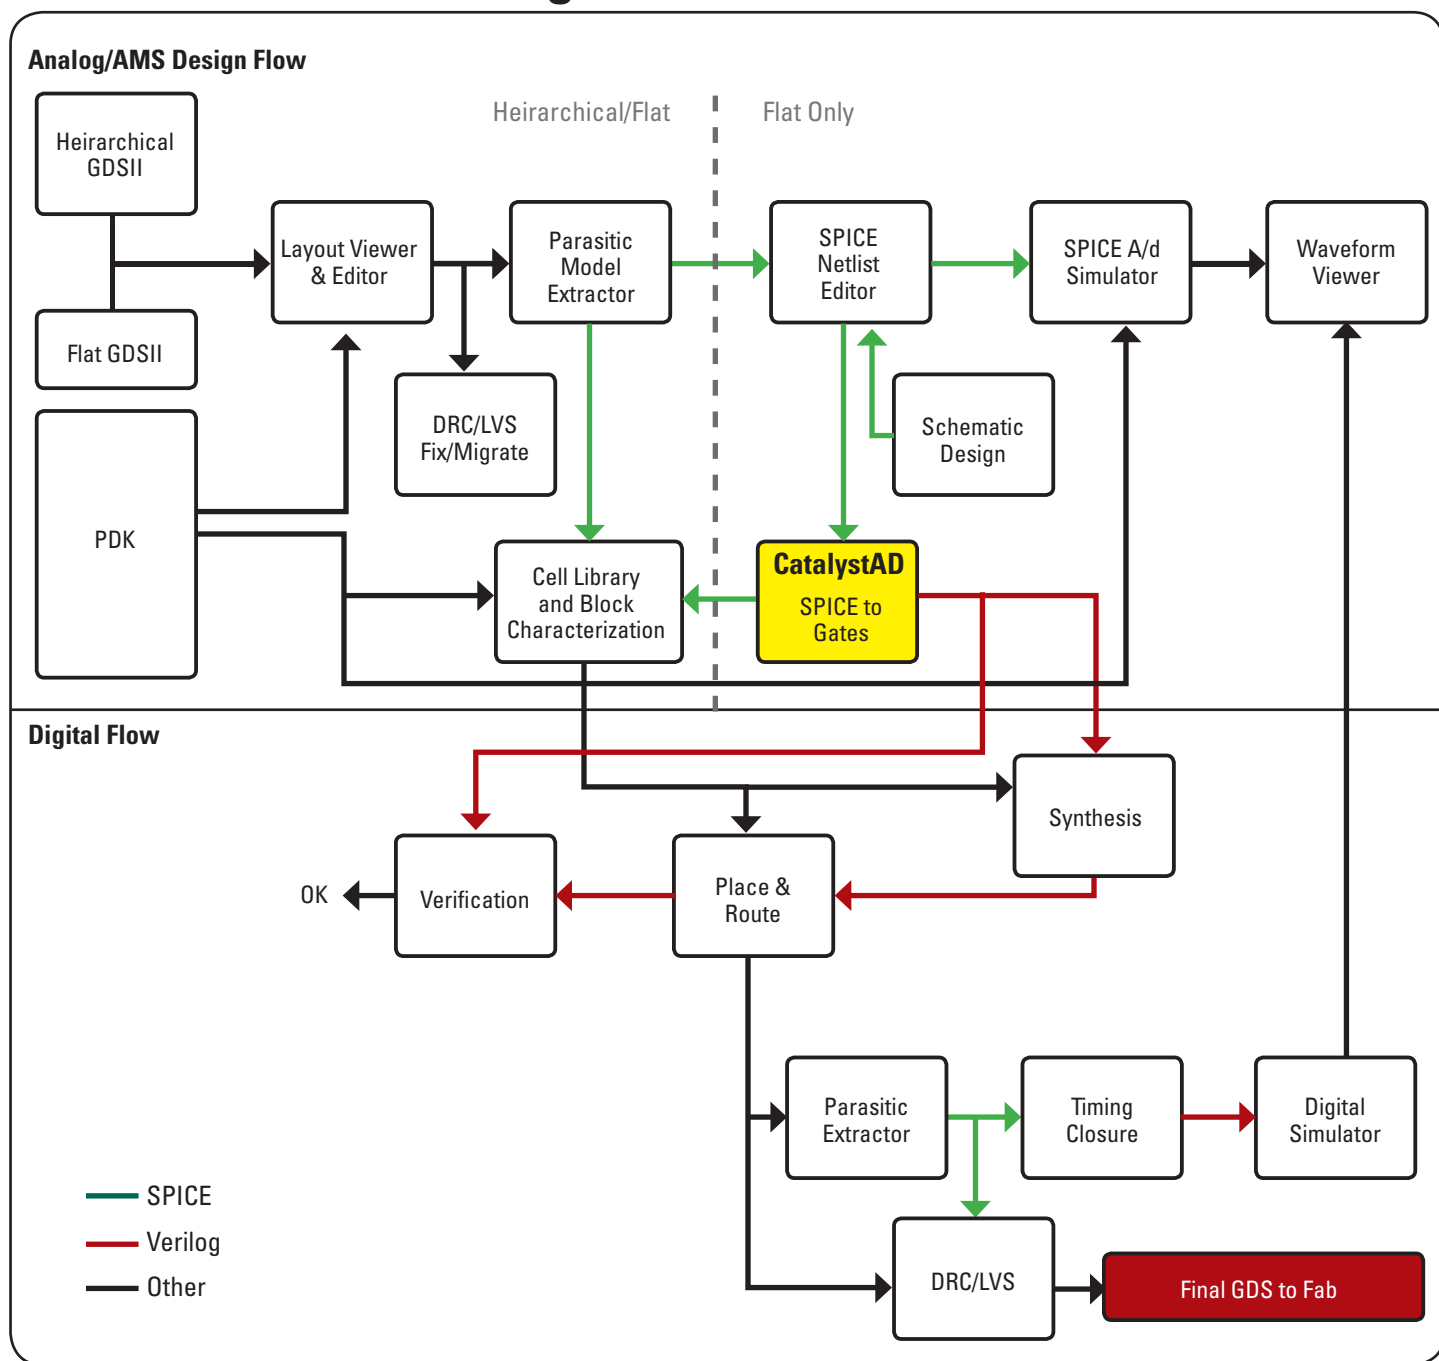 Analog/AMS Design Flow
Heirarchical/Flat
Flat Only
Heirarchical
GDSII
Layout Viewer
& Editor
Parasitic
Model
Extractor
SPICE
Netlist
Editor
SPICE A/d
Simulator
Waveform
Viewer
Flat GDSII
DRC/LVS
Fix/Migrate
Schematic
Design
PDK
Cell Library
and Block
Characterization
CatalystAD
SPICE to
Gates
Digital Flow
Synthesis
OK
Verification
Place &
Route
Parasitic
Extractor
Timing
Closure
Digital
Simulator
SPICE
Verilog
Other
DRC/LVS
Final GDS to Fab